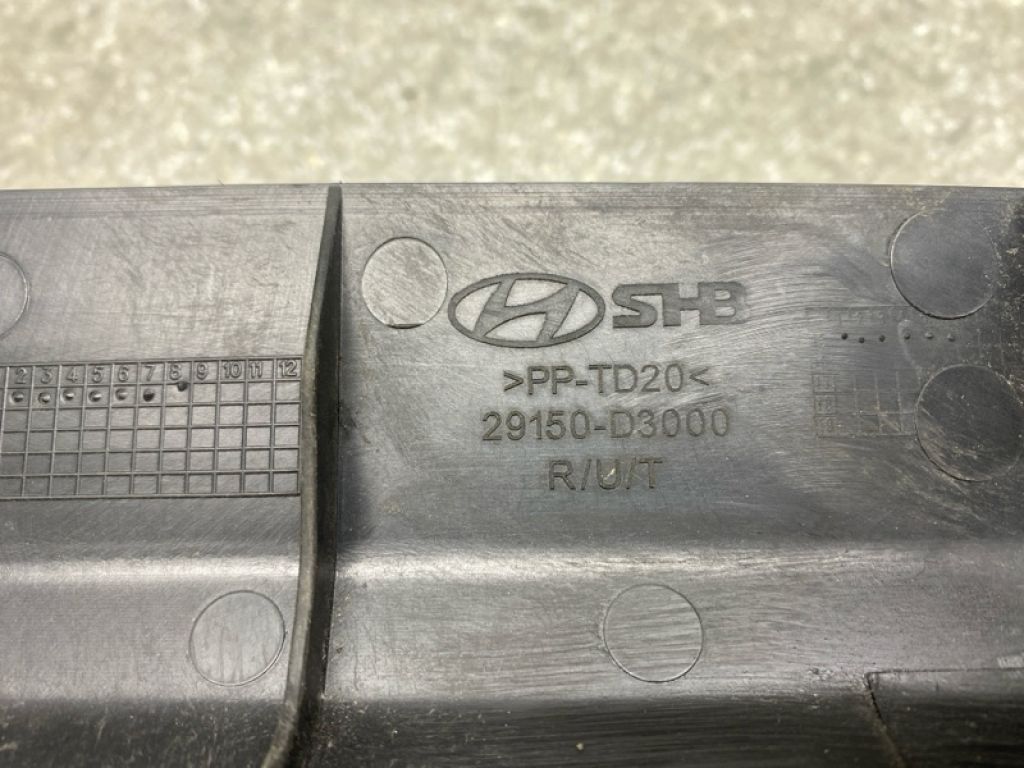 SHB
>PP-TD20<
29150-D3000
R/U/T
2 3 4 5 6 7 8 9 10 11 12